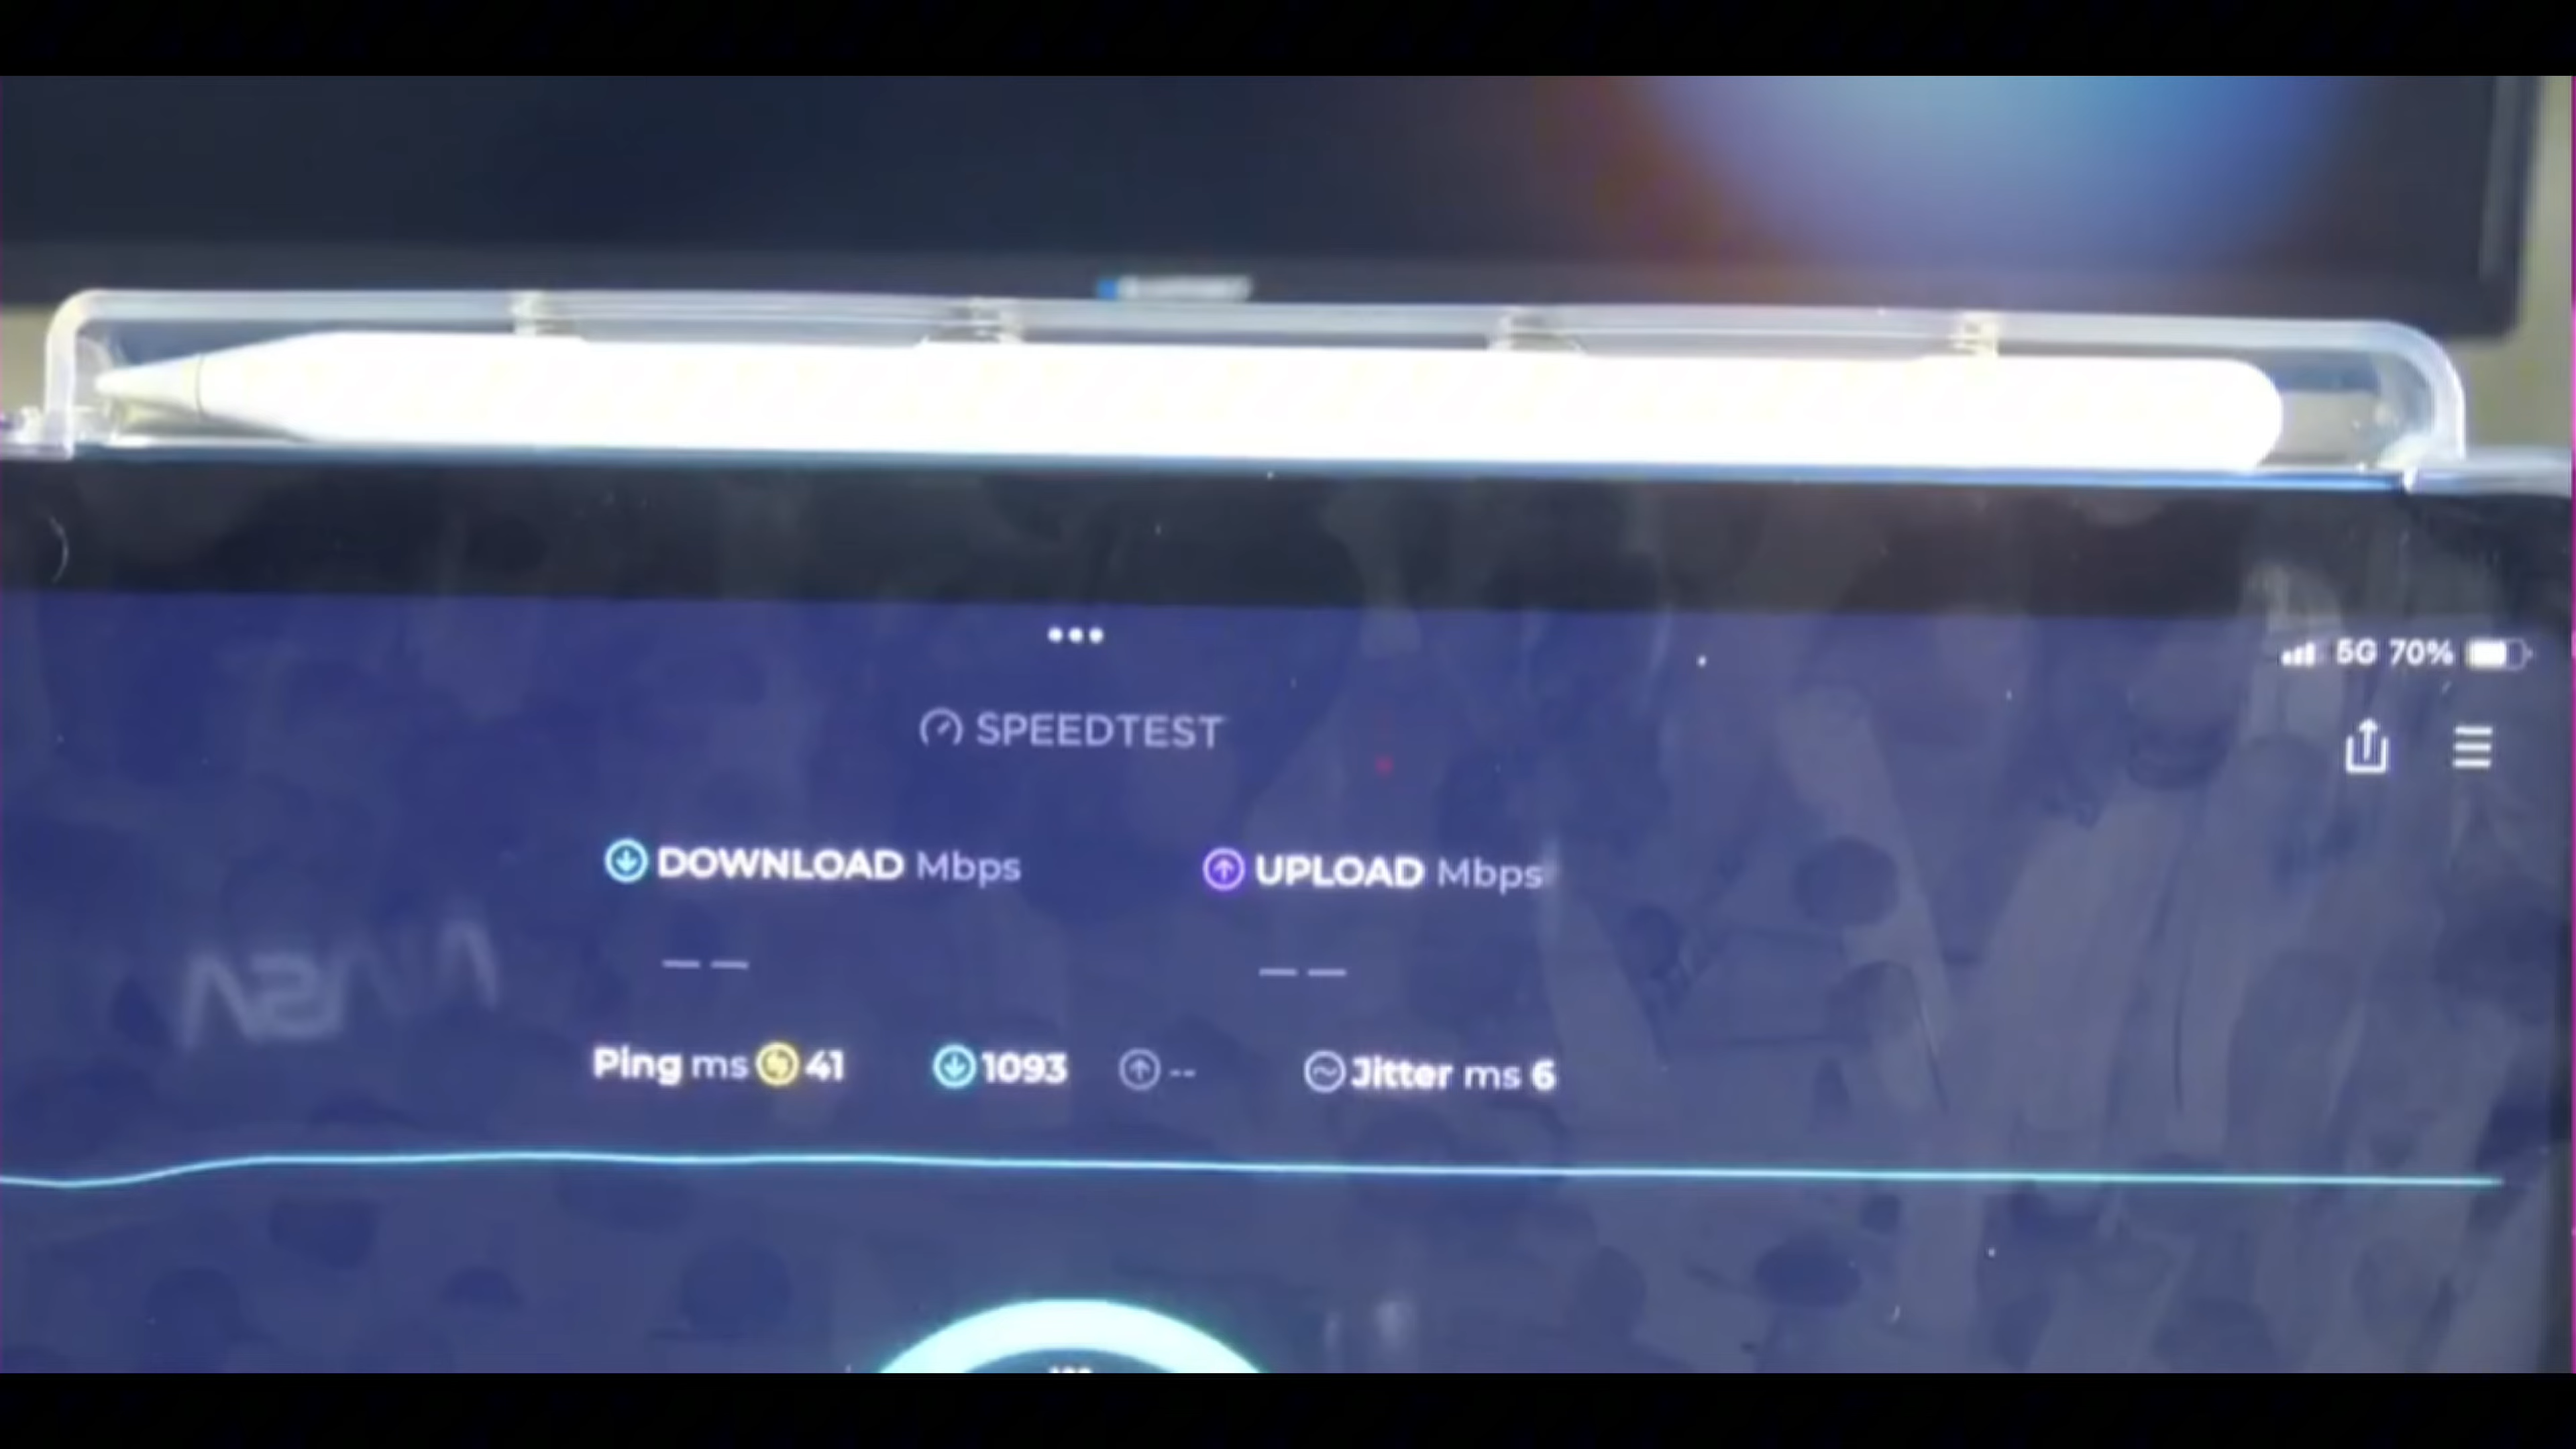 •••
5G 70%
SPEEDTEST
DOWNLOAD Mbps
UPLOAD Mbps
— —
— —
Ping ms 41 1093 -- Jitter ms 6